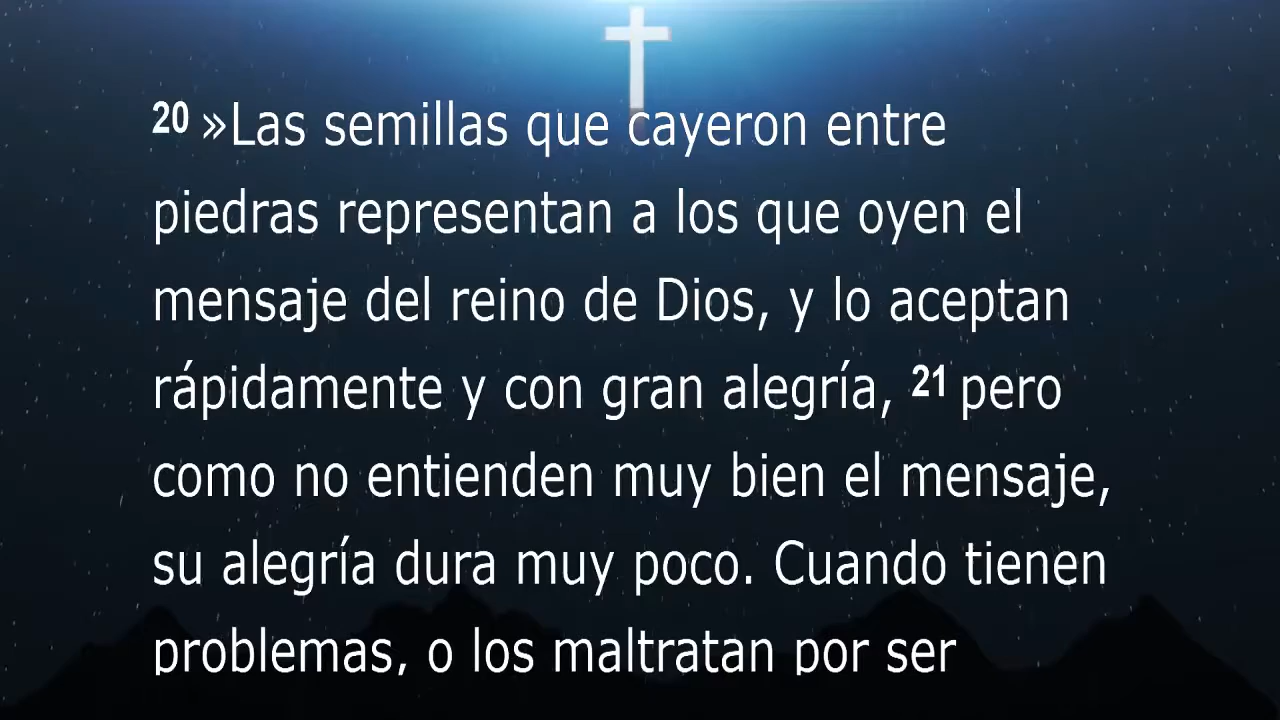 20 »Las semillas que cayeron entre
piedras representan a los que oyen el
mensaje del reino de Dios, y lo aceptan
rápidamente y con gran alegría, 21 pero
como no entienden muy bien el mensaje,
su alegría dura muy poco. Cuando tienen
problemas, o los maltratan por ser